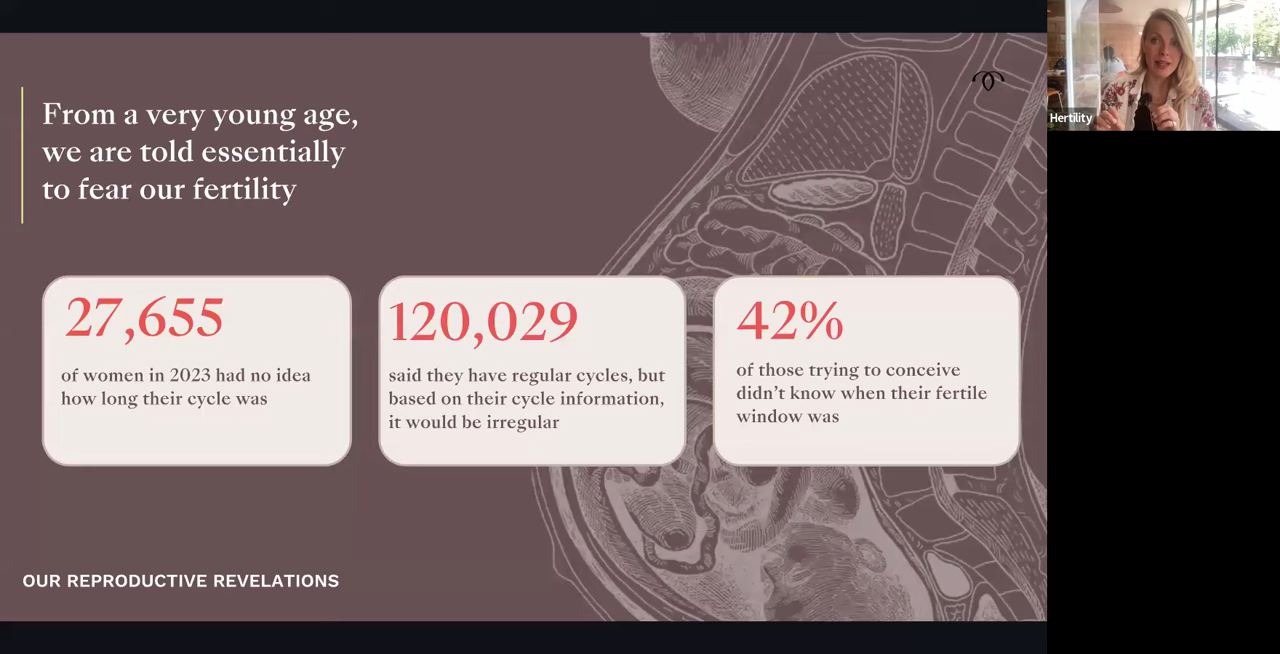 From a very young age,
we are told essentially
to fear our fertility
27,655
of women in 2023 had no idea
how long their cycle was
120,029
said they have regular cycles, but
based on their cycle information,
it would be irregular
42%
of those trying to conceive
didn't know when their fertile
window was
OUR REPRODUCTIVE REVELATIONS
Hertility